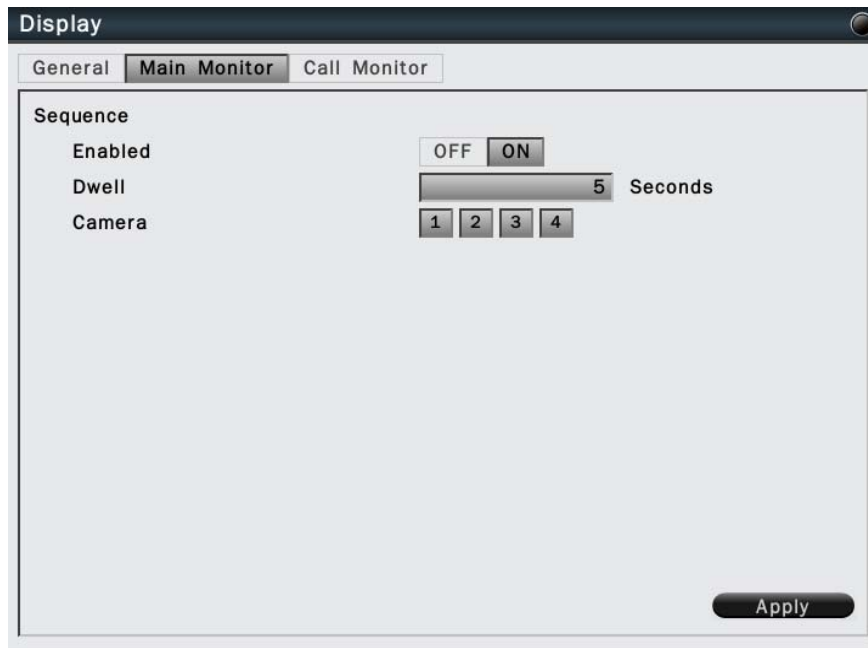 Display
General Main Monitor Call Monitor
Sequence
Enabled OFF ON
Dwell 5 Seconds
Camera 1 2 3 4
Apply